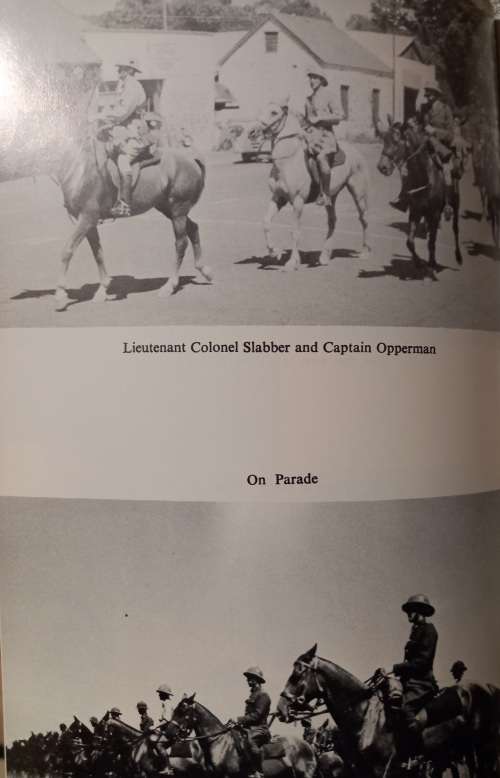 Lieutenant Colonel Slabber and Captain Opperman
On Parade